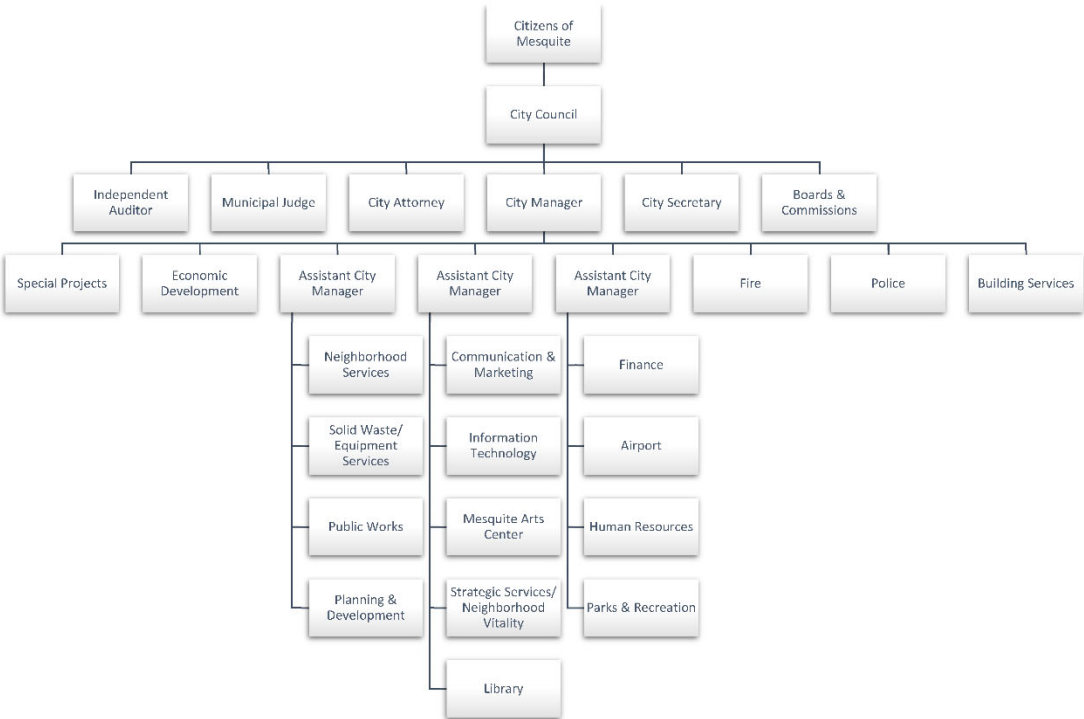 Citizens of
Mesquite
City Council
Independent
Auditor
Municipal Judge
City Attorney
City Manager
City Secretary
Boards &
Commissions
Special Projects
Economic
Development
Assistant City
Manager
Assistant City
Manager
Assistant City
Manager
Fire
Police
Building Services
Neighborhood
Services
Solid Waste/
Equipment
Services
Public Works
Planning &
Development
Communication &
Marketing
Information
Technology
Mesquite Arts
Center
Strategic Services/
Neighborhood
Vitality
Library
Finance
Airport
Human Resources
Parks & Recreation